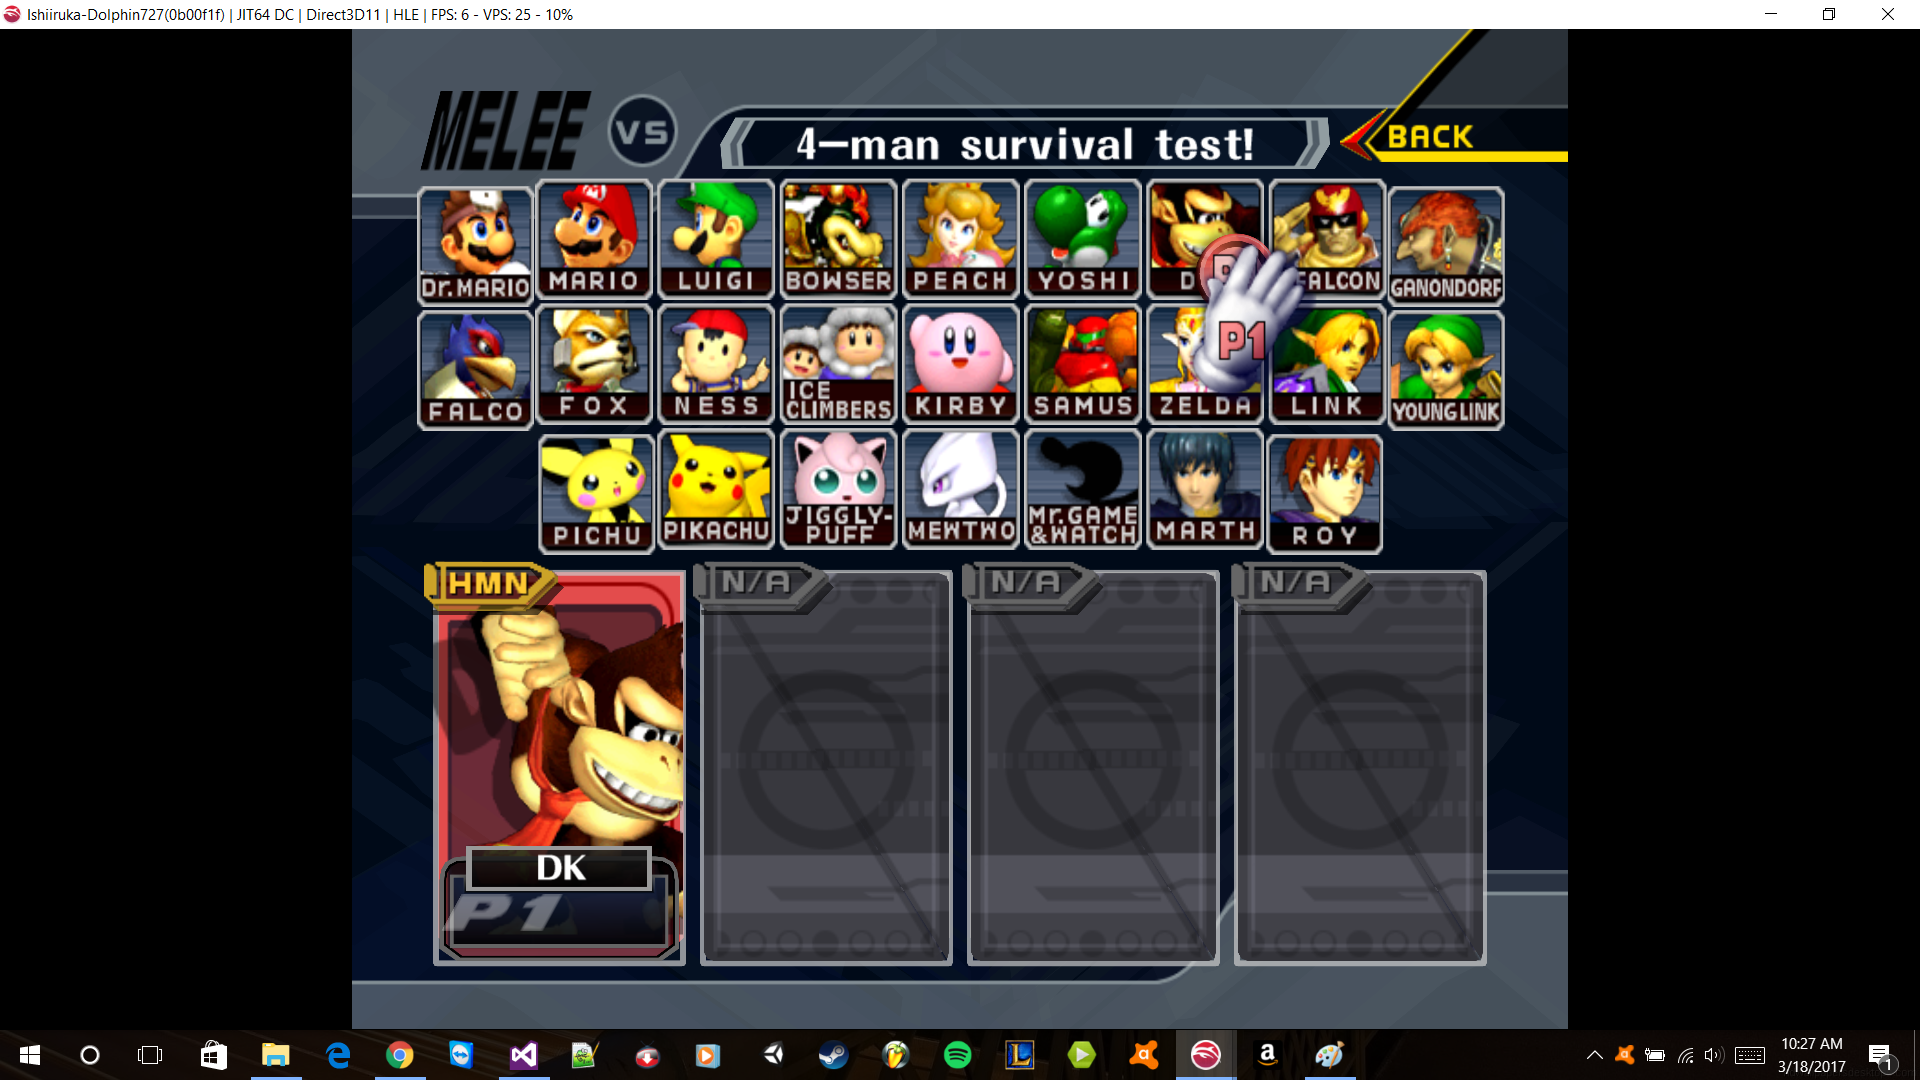 Ishiiruka-Dolphin727(0b00f1f) | JIT64 DC | Direct3D11 | HLE | FPS: 6 - VPS: 25 - 10%
MELEE VS 4-man survival test! BACK
Dr.MARIO MARIO LUIGI BOWSER PEACH YOSHI D FALCON GANONDORF
P1
FALCO FOX NESS ICE CLIMBERS KIRBY SAMUS ZELDA LINK YOUNG LINK
PICHU PIKACHU JIGGLY-PUFF MEWTWO Mr.GAME &WATCH MARTH ROY
HMN N/A N/A N/A
DK
P1
10:27 AM
3/18/2017
1